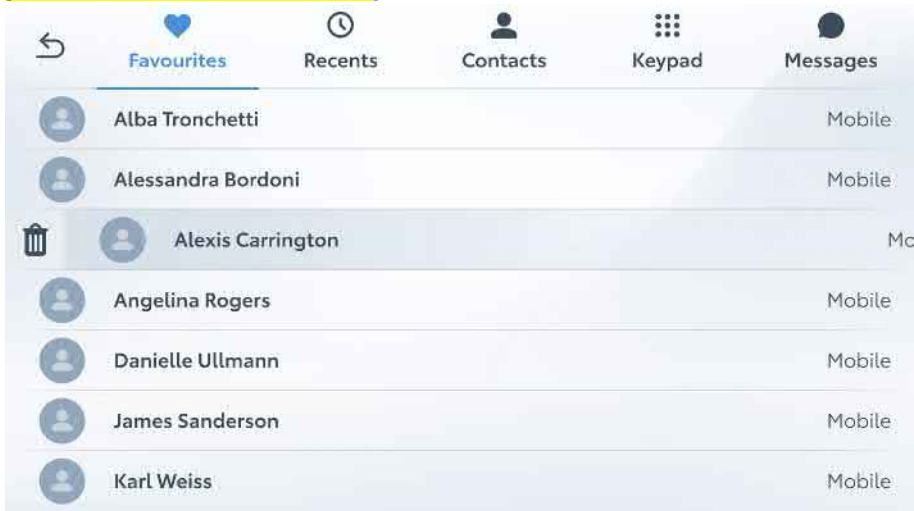 Favourites Recents Contacts Keypad Messages
Alba Tronchetti Mobile
Alessandra Bordoni Mobile
Alexis Carrington Mo
Angelina Rogers Mobile
Danielle Ullmann Mobile
James Sanderson Mobile
Karl Weiss Mobile